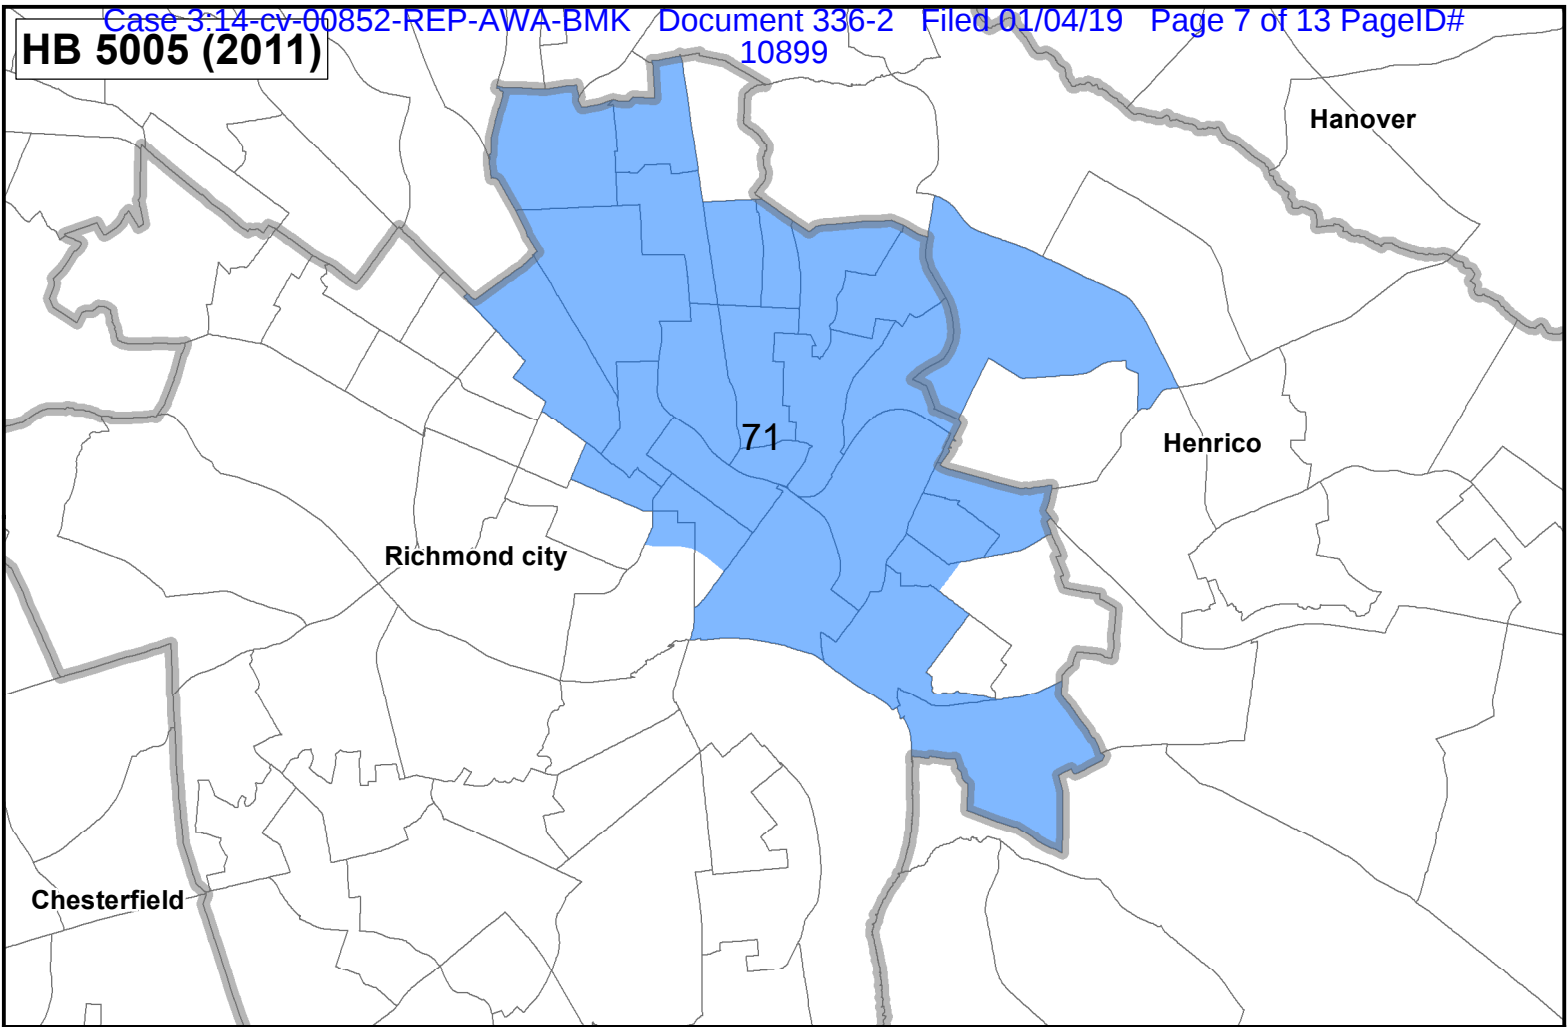 Case 3:14-cv-00852-REP-AWA-BMK Document 336-2 Filed 01/04/19 Page 7 of 13 PageID#
10899
HB 5005 (2011)
Hanover
71
Henrico
Richmond city
Chesterfield